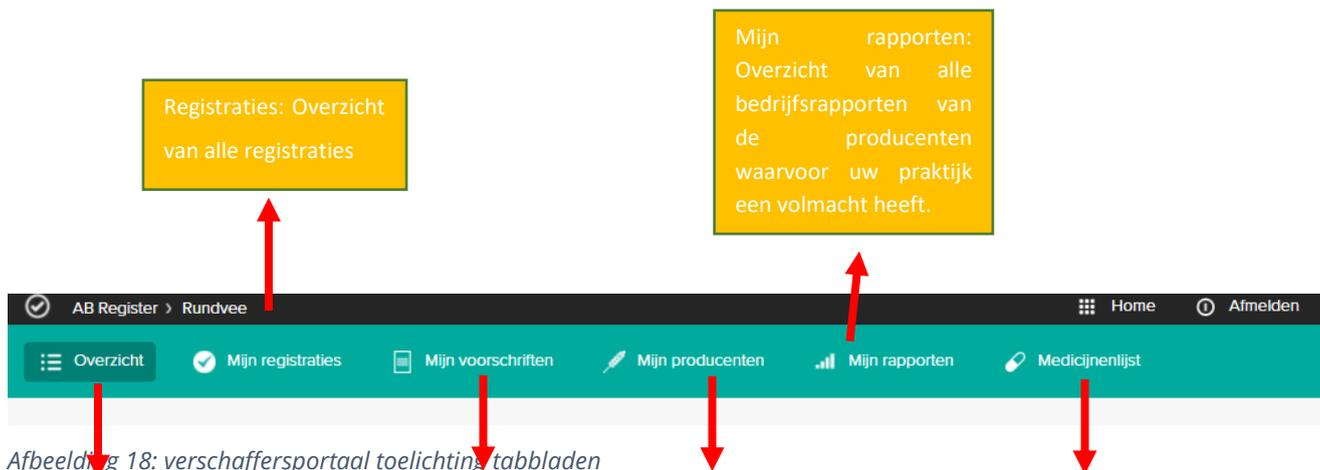 Mijn rapporten:
Overzicht van alle
bedrijfsrapporten van
de producenten
waarvoor uw praktijk
een volmacht heeft.
Registraties: Overzicht
van alle registraties
AB Register > Rundvee
Home
Afmelden
Overzicht
Mijn registraties
Mijn voorschriften
Mijn producenten
Mijn rapporten
Medicijnenlijst
Afbeelding 18: verschaffersportaal toelichting tabbladen